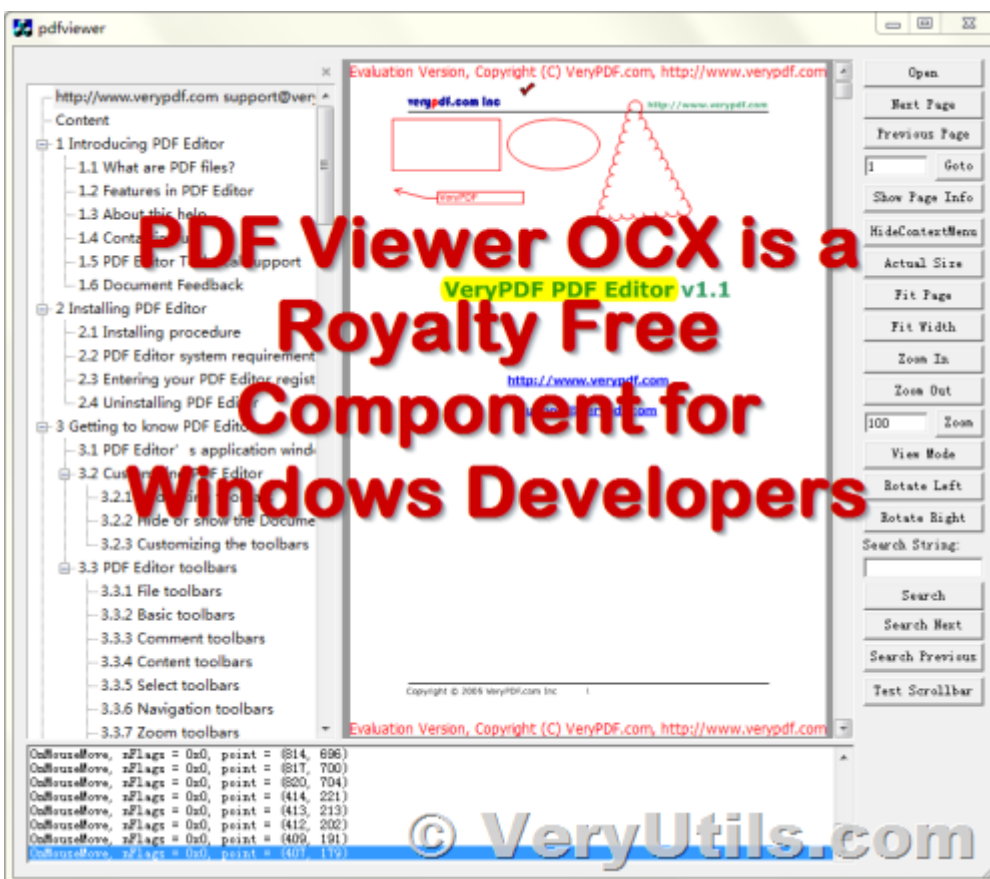 pdfviewer
http://www.verypdf.com support@very
Content
1 Introducing PDF Editor
1.1 What are PDF files?
1.2 Features in PDF Editor
1.3 About this help
1.4
1.5 PDF Editor Technical Support
1.6 Document Feedback
2 Installing PDF Editor
2.1 Installing procedure
2.2 PDF Editor system requirement
2.3 Entering your PDF Editor regist
2.4 Uninstalling PDF Editor
3 Getting to know PDF Editor
3.1 PDF Editor's application wind
3.2 Customizing PDF Editor
3.2.1
3.2.2 Hide or show the Docume
3.2.3 Customizing the toolbars
3.3 PDF Editor toolbars
3.3.1 File toolbars
3.3.2 Basic toolbars
3.3.3 Comment toolbars
3.3.4 Content toolbars
3.3.5 Select toolbars
3.3.6 Navigation toolbars
3.3.7 Zoom toolbars
Evaluation Version, Copyright (C) VeryPDF.com, http://www.verypdf.com
verypdf.com Inc
http://www.verypdf.com
VeryPDF
VeryPDF PDF Editor v1.1
http://www.verypdf.com
Copyright © 2005 VeryPDF.com Inc 1
Evaluation Version, Copyright (C) VeryPDF.com, http://www.verypdf.com
PDF Viewer OCX is a
Royalty Free
Component for
Windows Developers
Open
Next Page
Previous Page
1 Goto
Show Page Info
HideContextMenu
Actual Size
Fit Page
Fit Width
Zoom In
Zoom Out
100 Zoom
View Mode
Rotate Left
Rotate Right
Search String:
Search
Search Next
Search Previous
Test Scrollbar
OnMouseMove, nFlags = 0x0, point = (814, 696)
OnMouseMove, nFlags = 0x0, point = (817, 700)
OnMouseMove, nFlags = 0x0, point = (820, 704)
OnMouseMove, nFlags = 0x0, point = (414, 221)
OnMouseMove, nFlags = 0x0, point = (413, 213)
OnMouseMove, nFlags = 0x0, point = (412, 202)
OnMouseMove, nFlags = 0x0, point = (409, 191)
OnMouseMove, nFlags = 0x0, point = (407, 179)
© VeryUtils.com